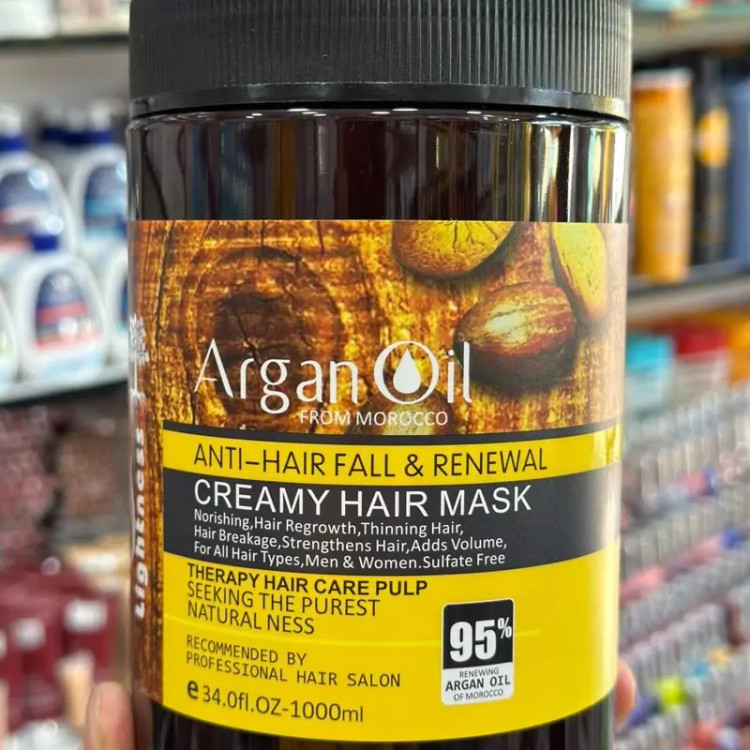 Argan Oil
FROM MOROCCO
ANTI-HAIR FALL & RENEWAL
CREAMY HAIR MASK
Norishing,Hair Regrowth,Thinning Hair,
Hair Breakage,Strengthens Hair,Adds Volume,
For All Hair Types,Men & Women.Sulfate Free
THERAPY HAIR CARE PULP
SEEKING THE PUREST
NATURAL NESS
RECOMMENDED BY
PROFESSIONAL HAIR SALON
e34.0fl.OZ-1000ml
95%
RENEWING
ARGAN OIL
OF MOROCCO
Lightness